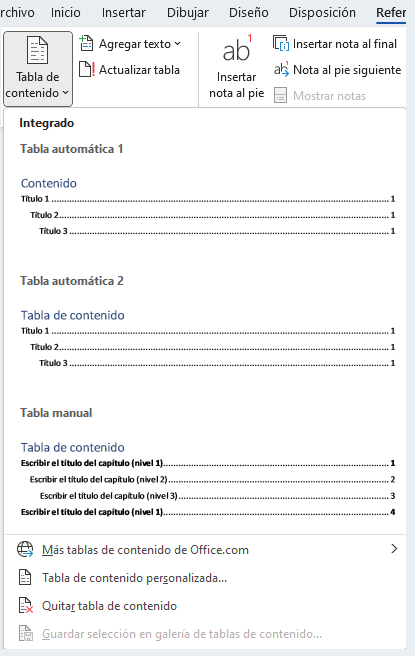 rchivo Inicio Insertar Dibujar Diseño Disposición Refer
Tabla de contenido
Agregar texto
Actualizar tabla
ab1
Insertar nota al pie
Insertar nota al final
ab Nota al pie siguiente
Mostrar notas
Integrado
Tabla automática 1
Contenido
Título 1 ........ 1
Título 2 ........ 1
Título 3 ........ 1
Tabla automática 2
Tabla de contenido
Título 1 ........ 1
Título 2 ........ 1
Título 3 ........ 1
Tabla manual
Tabla de contenido
Escribir el título del capítulo (nivel 1) ........ 1
Escribir el título del capítulo (nivel 2) ........ 2
Escribir el título del capítulo (nivel 3) ........ 3
Escribir el título del capítulo (nivel 1) ........ 4
Más tablas de contenido de Office.com
Tabla de contenido personalizada...
Quitar tabla de contenido
Guardar selección en galería de tablas de contenido...